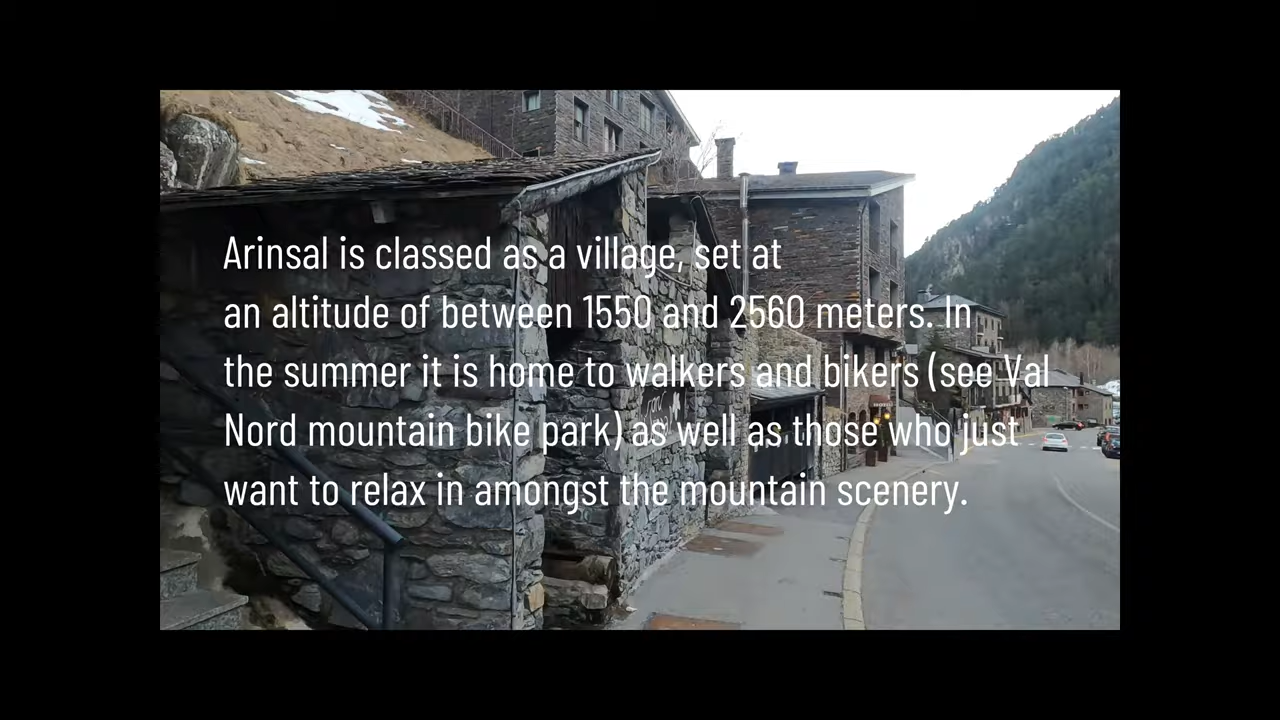 Arinsal is classed as a village, set at
an altitude of between 1550 and 2560 meters. In
the summer it is home to walkers and bikers (see Val
Nord mountain bike park) as well as those who just
want to relax in amongst the mountain scenery.
HOTEL